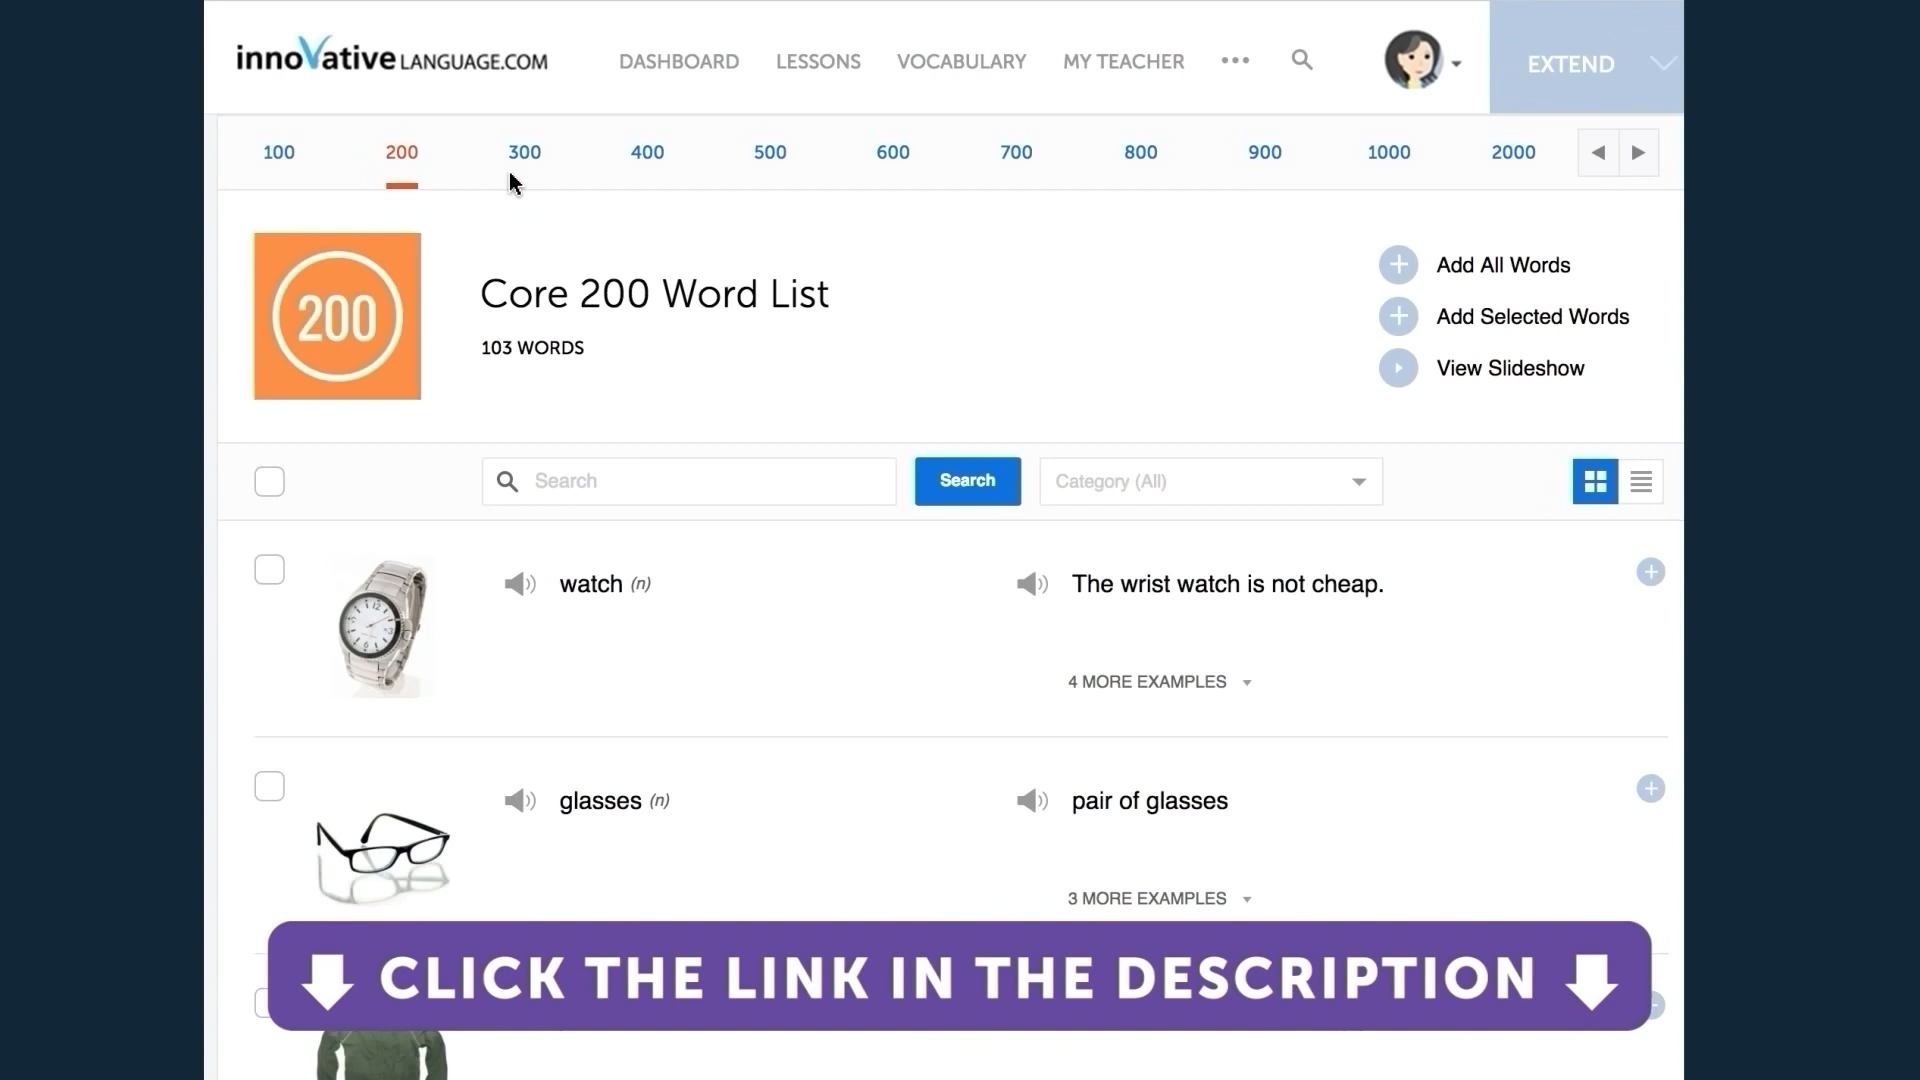 innoVative LANGUAGE.COM
DASHBOARD LESSONS VOCABULARY MY TEACHER ••• EXTEND
100 200 300 400 500 600 700 800 900 1000 2000
200
Core 200 Word List
103 WORDS
Add All Words
Add Selected Words
View Slideshow
Search Search Category (All)
watch (n) The wrist watch is not cheap.
4 MORE EXAMPLES
glasses (n) pair of glasses
3 MORE EXAMPLES
CLICK THE LINK IN THE DESCRIPTION